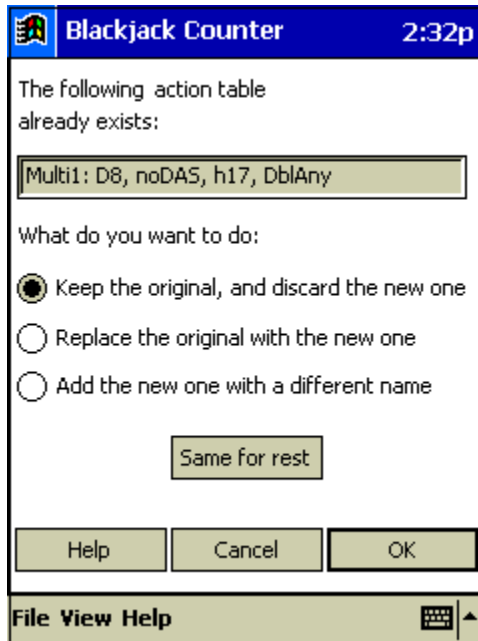 Blackjack Counter 2:32p
The following action table
already exists:
Multi1: D8, noDAS, h17, DblAny
What do you want to do:
Keep the original, and discard the new one
Replace the original with the new one
Add the new one with a different name
Same for rest
Help Cancel OK
File View Help